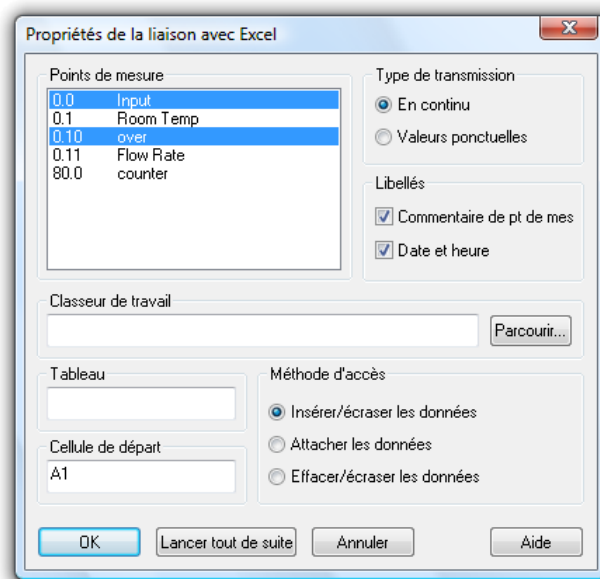 Propriétés de la liaison avec Excel
Points de mesure
0.0 Input
0.1 Room Temp
0.10 over
0.11 Flow Rate
80.0 counter
Type de transmission
En continu
Valeurs ponctuelles
Libellés
Commentaire de pt de mes
Date et heure
Classeur de travail
Parcourir...
Tableau
Cellule de départ
A1
Méthode d'accès
Insérer/écraser les données
Attacher les données
Effacer/écraser les données
OK
Lancer tout de suite
Annuler
Aide